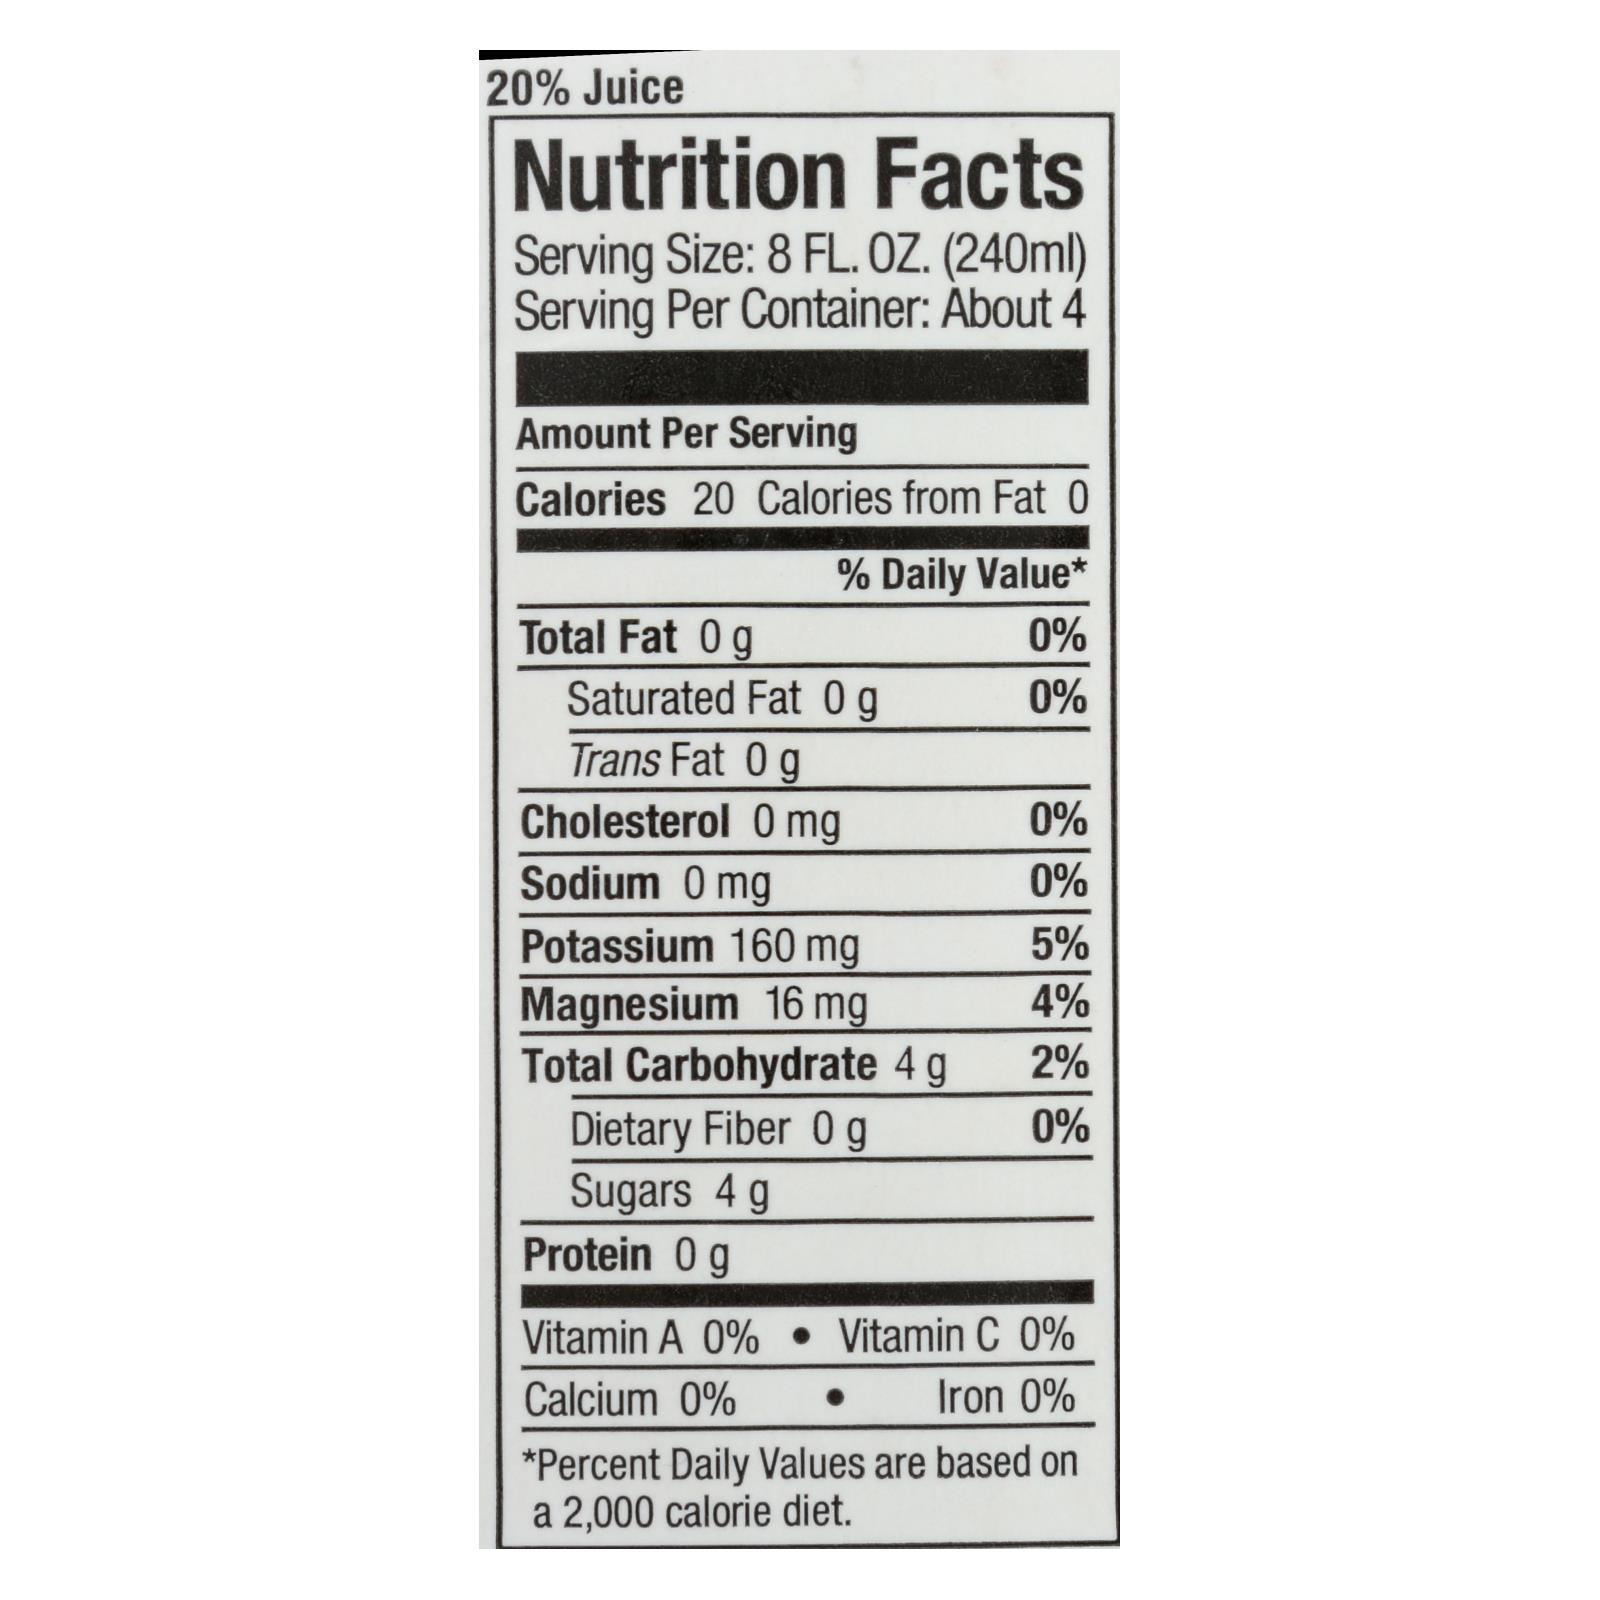 20% Juice
Nutrition Facts
Serving Size: 8 FL. OZ. (240ml)
Serving Per Container: About 4
Amount Per Serving
Calories 20 Calories from Fat 0
% Daily Value*
Total Fat 0 g 0%
Saturated Fat 0 g 0%
Trans Fat 0 g
Cholesterol 0 mg 0%
Sodium 0 mg 0%
Potassium 160 mg 5%
Magnesium 16 mg 4%
Total Carbohydrate 4 g 2%
Dietary Fiber 0 g 0%
Sugars 4 g
Protein 0 g
Vitamin A 0% • Vitamin C 0%
Calcium 0% • Iron 0%
*Percent Daily Values are based on
a 2,000 calorie diet.